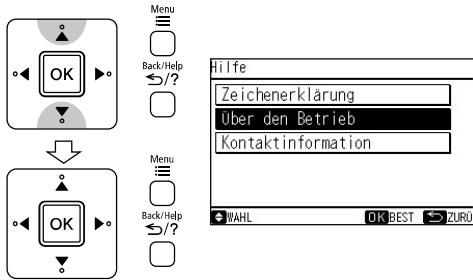 Menu
Back/Help
/?
OK
Menu
Back/Help
/?
OK
Hilfe
Zeichenerklärung
Über den Betrieb
Kontaktinformation
WAHL OK BEST ZURÜ